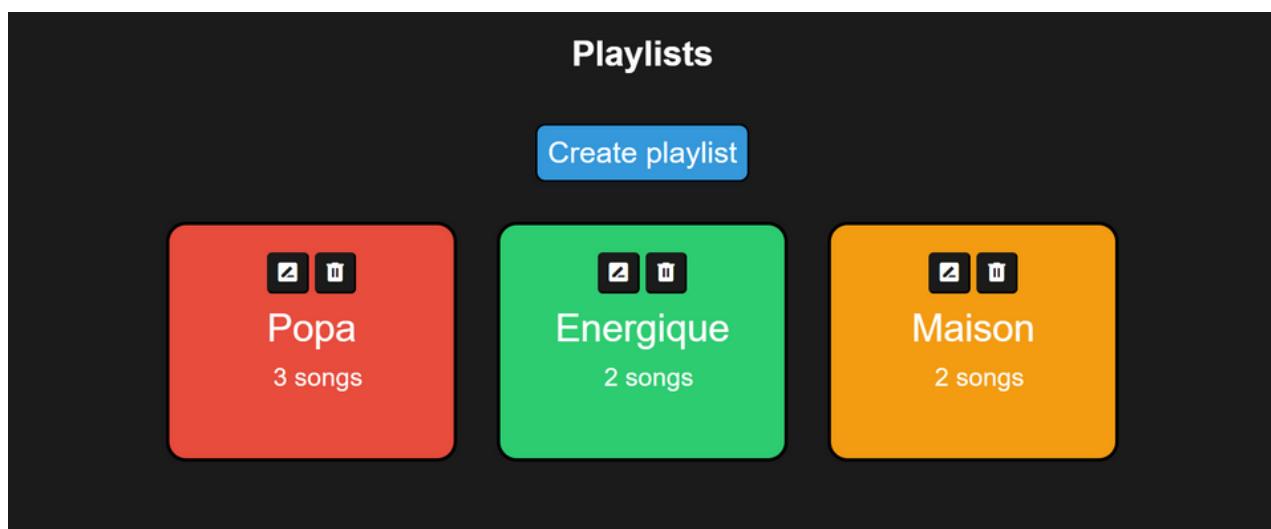 Playlists
Create playlist
Popa
3 songs
Energique
2 songs
Maison
2 songs